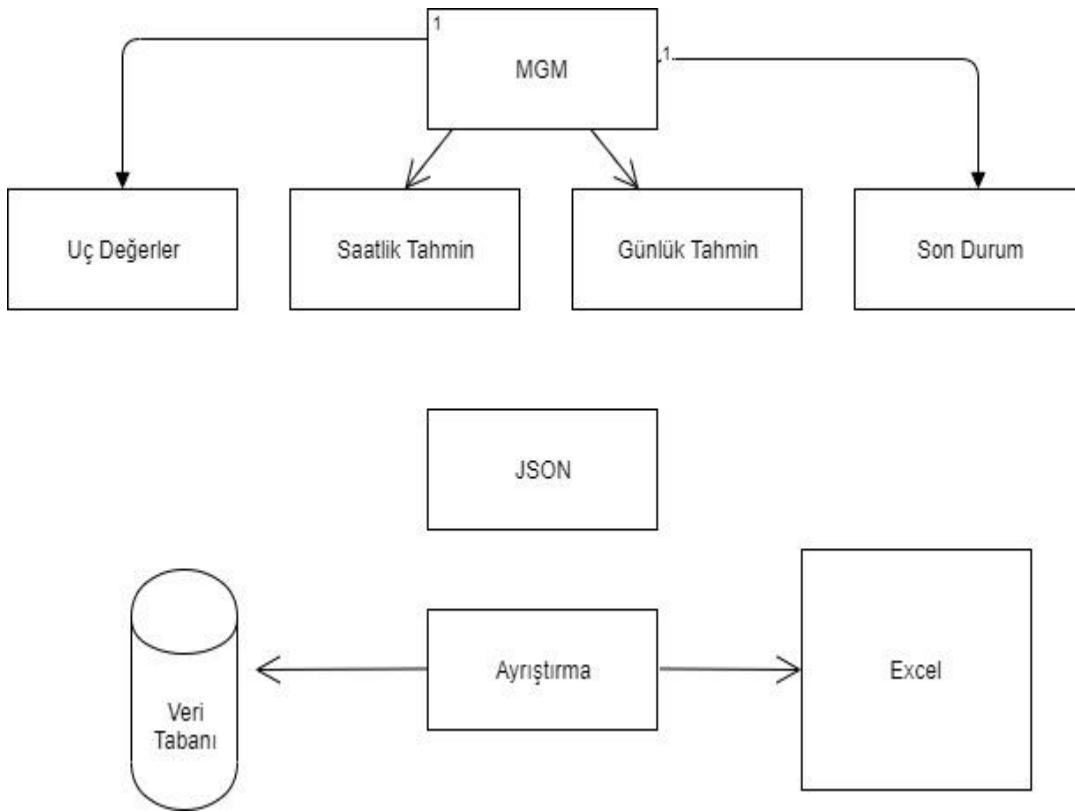 1
MGM
1
Uç Değerler
Saatlik Tahmin
Günlük Tahmin
Son Durum
JSON
Veri
Tabanı
Ayrıştırma
Excel